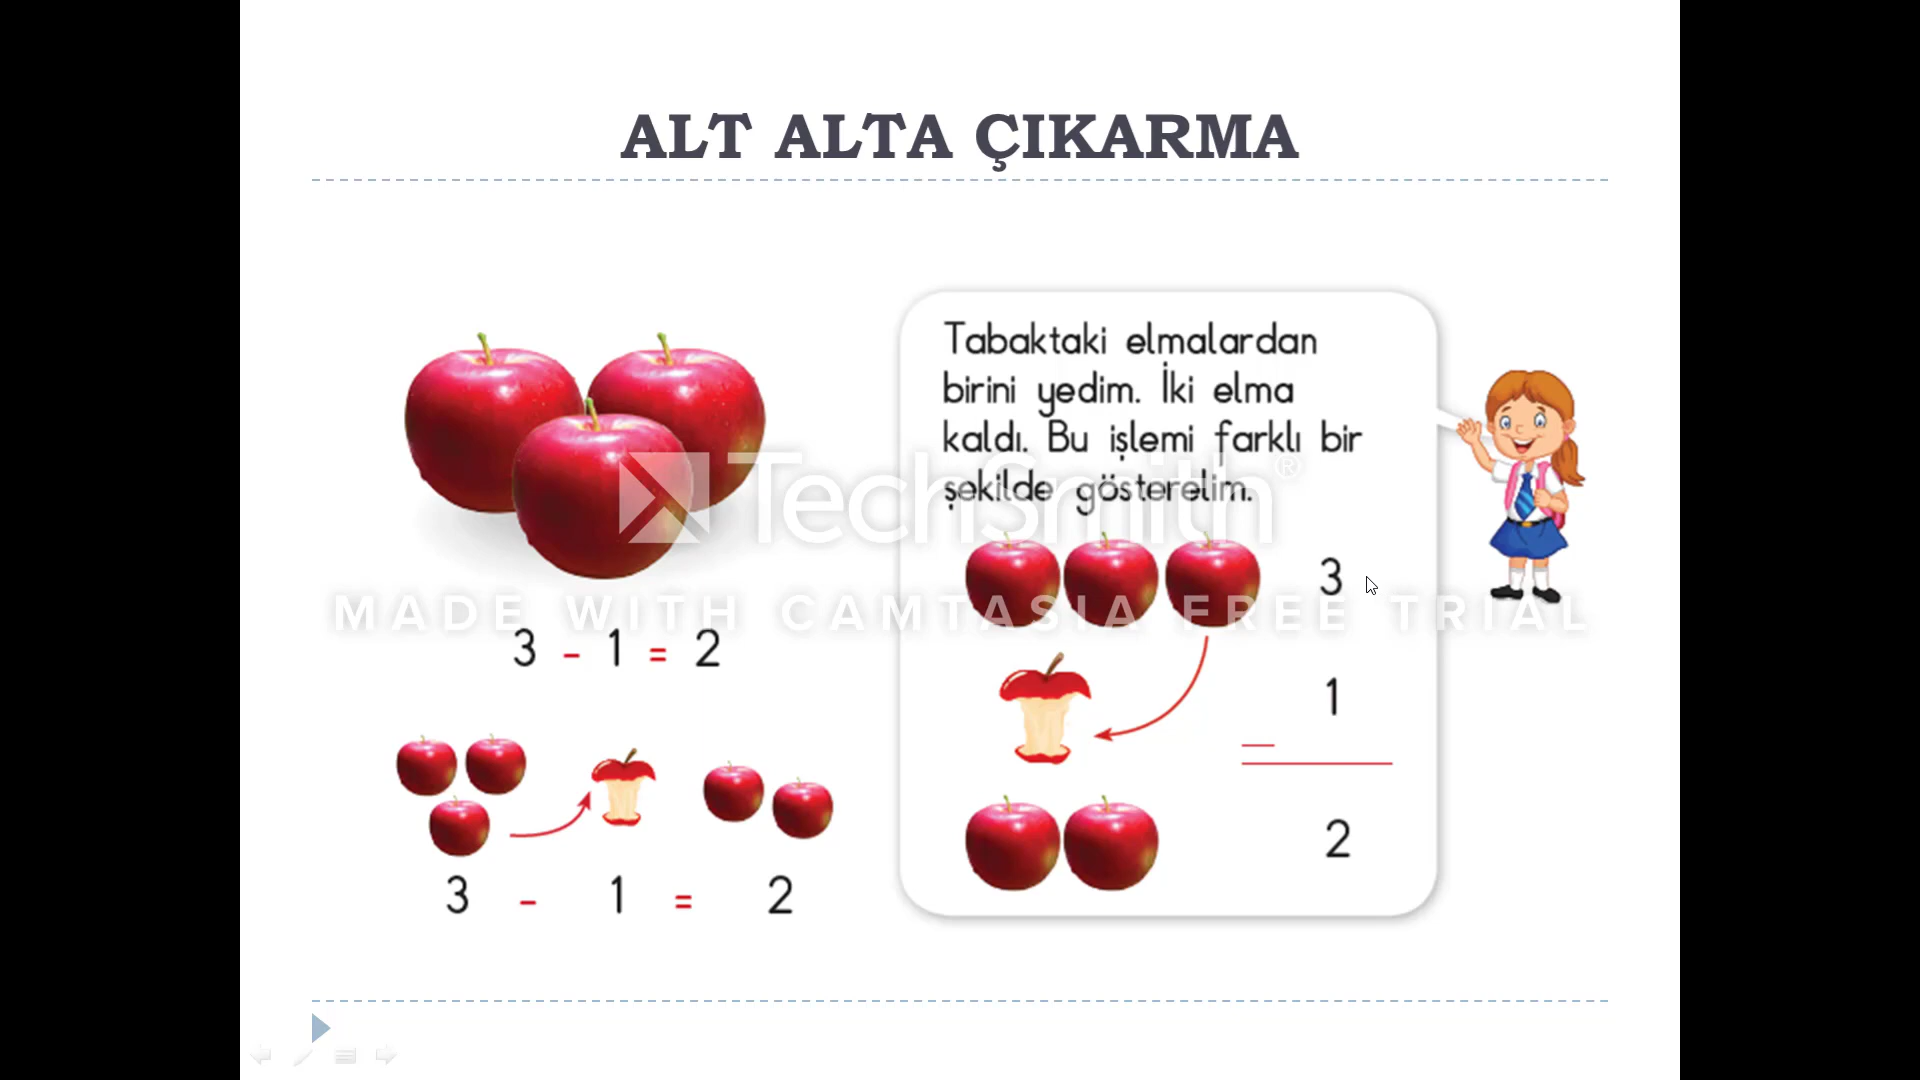 ALT ALTA ÇIKARMA
Tabaktaki elmalardan
birini yedim. İki elma
kaldı. Bu işlemi farklı bir
şekilde gösterelim.
TechSmith®
MADE WITH CAMTASIA FREE TRIAL
3 - 1 = 2
3 - 1 = 2
3
1
—
2